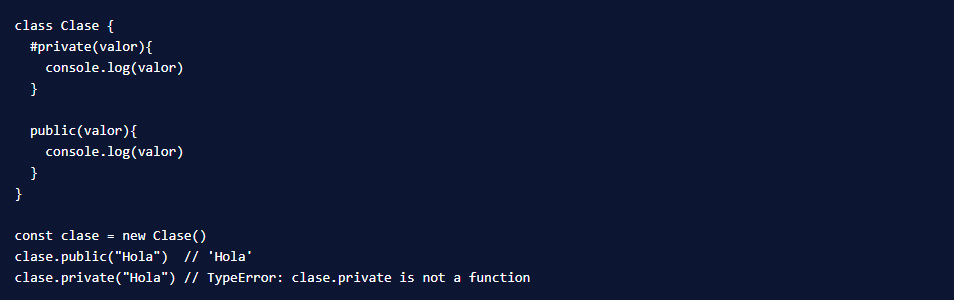 class Clase {
  #private(valor){
    console.log(valor)
  }

  public(valor){
    console.log(valor)
  }
}

const clase = new Clase()
clase.public("Hola")  // 'Hola'
clase.private("Hola") // TypeError: clase.private is not a function